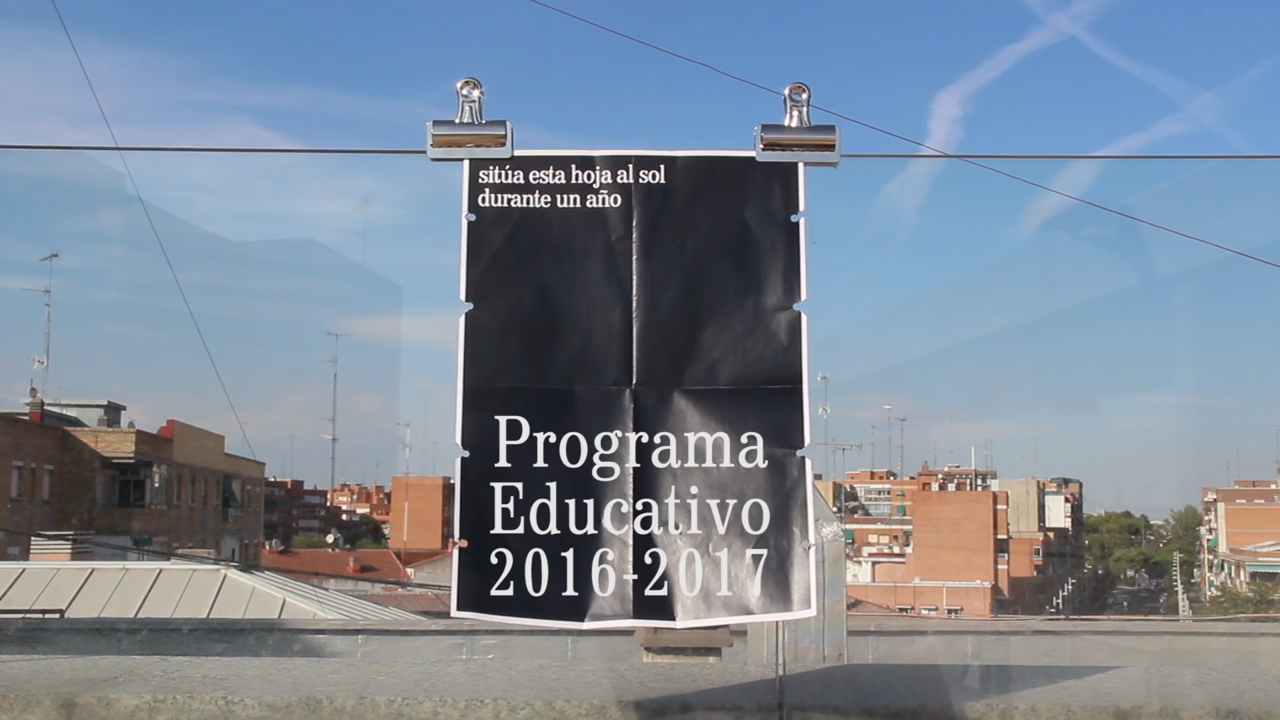 sitúa esta hoja al sol
durante un año
Programa
Educativo
2016-2017